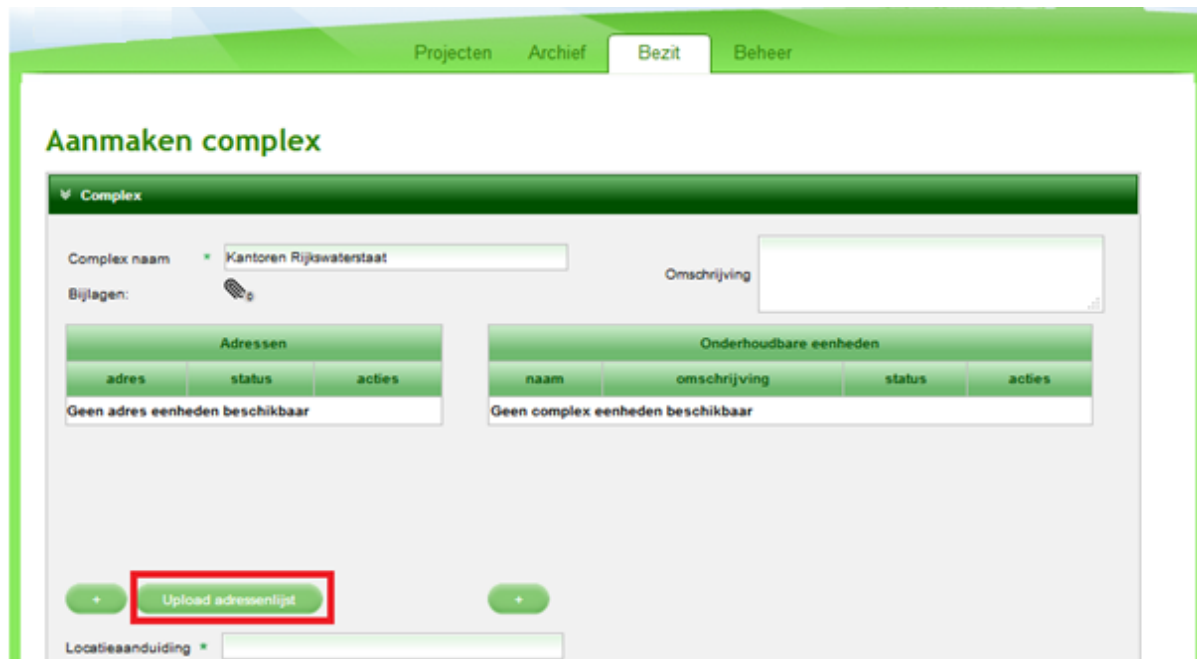 Projecten Archief Bezit Beheer
Aanmaken complex
Complex
Complex naam * Kantoren Rijkswaterstaat
Omschrijving
Bijlagen: 0
Adressen Onderhoudbare eenheden
adres status acties naam omschrijving status acties
Geen adres eenheden beschikbaar Geen complex eenheden beschikbaar
+ Upload adressenlijst +
Locatieaanduiding *